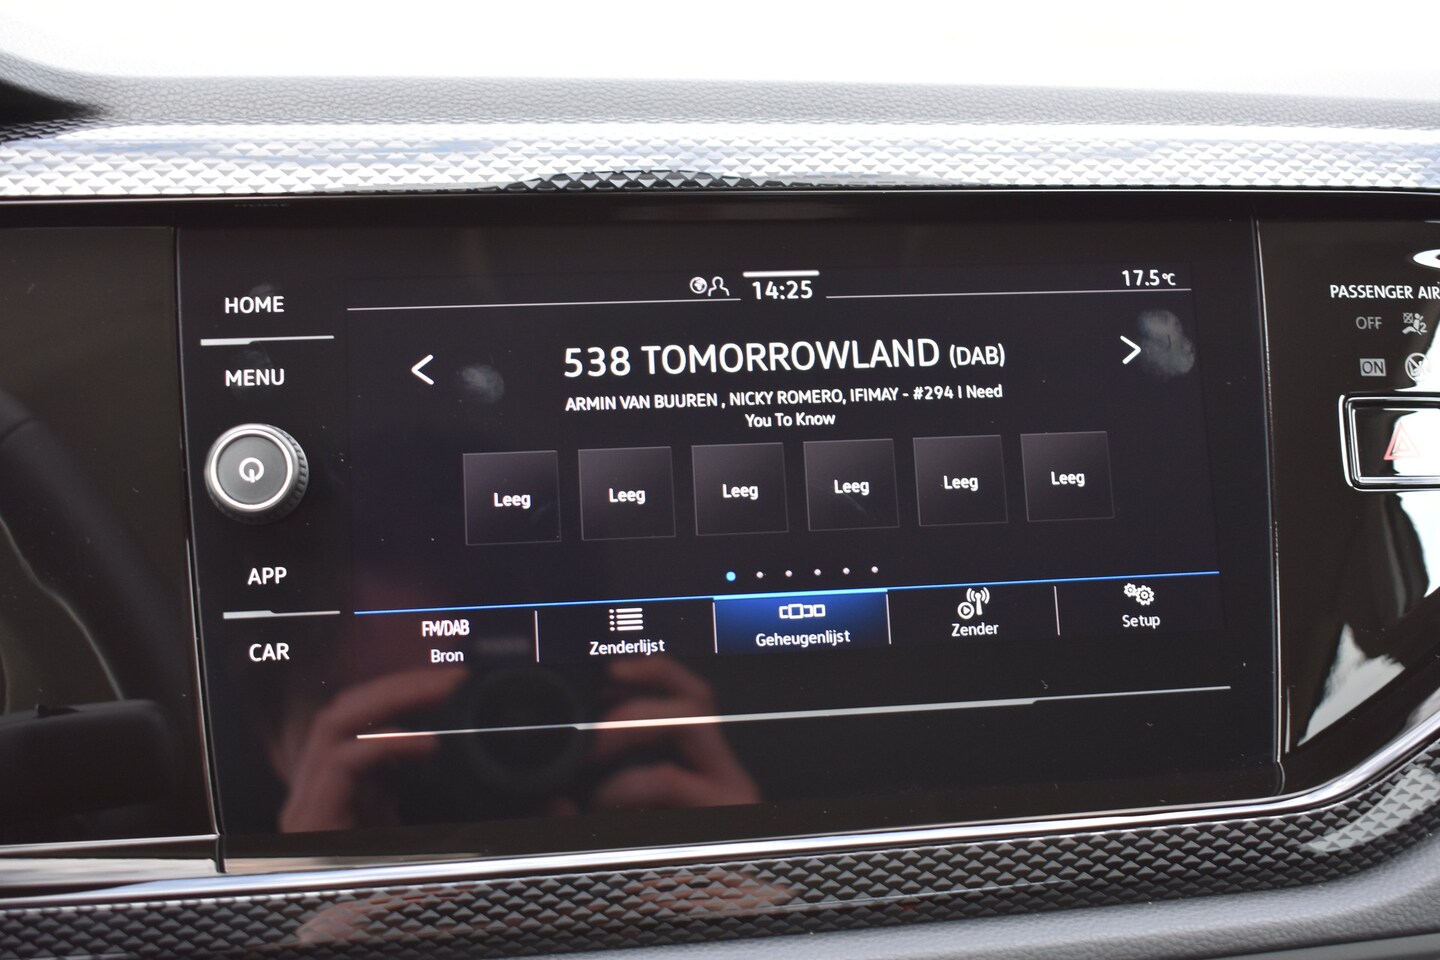 HOME
MENU
APP
CAR
14:25
17.5°C
538 TOMORROWLAND (DAB)
ARMIN VAN BUUREN , NICKY ROMERO, IFIMAY - #294 I Need
You To Know
Leeg
Leeg
Leeg
Leeg
Leeg
Leeg
FM/DAB
Bron
Zenderlijst
Geheugenlijst
Zender
Setup
PASSENGER AIR
OFF
ON